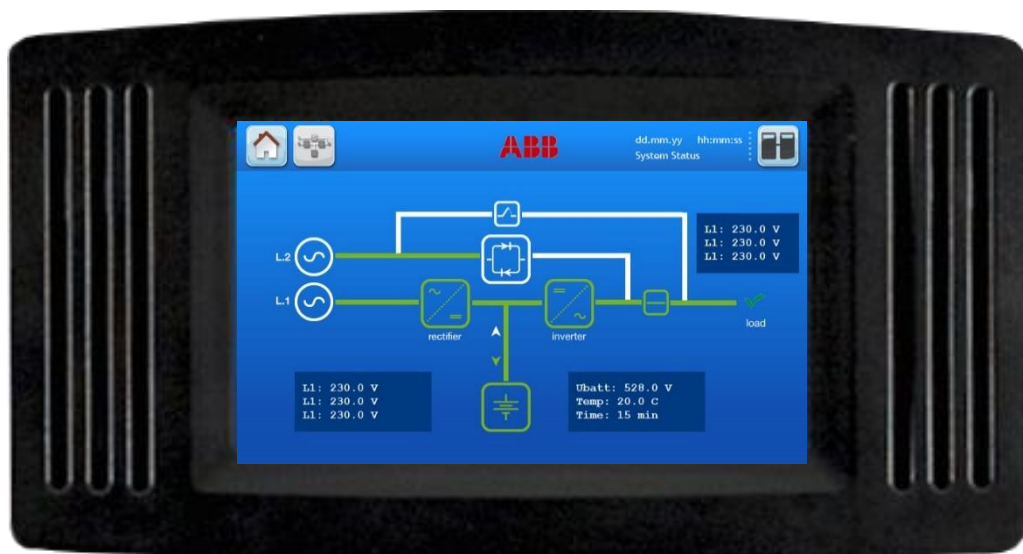 ABB
dd.mm.yy hh:mm:ss
System Status
L1: 230.0 V
L1: 230.0 V
L1: 230.0 V
L.2
L.1
rectifier
inverter
load
L1: 230.0 V
L1: 230.0 V
L1: 230.0 V
Ubatt: 528.0 V
Temp: 20.0 C
Time: 15 min